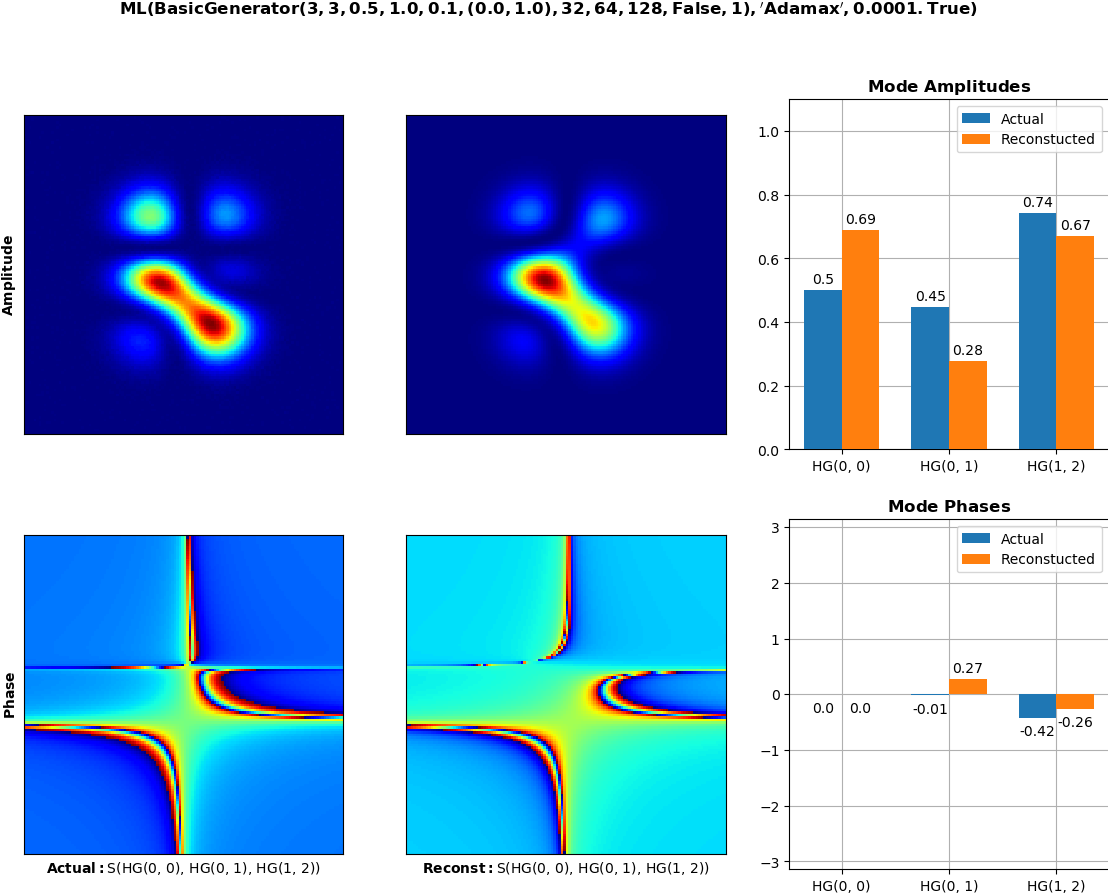 ML(BasicGenerator(3, 3, 0.5, 1.0, 0.1, (0.0, 1.0), 32, 64, 128, False, 1), ′Adamax′, 0.0001. True)
Amplitude
Mode Amplitudes
Actual
Reconstucted
1.0
0.8
0.6
0.4
0.2
0.0
0.5
0.69
0.45
0.28
0.74
0.67
HG(0, 0)
HG(0, 1)
HG(1, 2)
Phase
Actual: S(HG(0, 0), HG(0, 1), HG(1, 2))
Reconst: S(HG(0, 0), HG(0, 1), HG(1, 2))
Mode Phases
Actual
Reconstucted
3
2
1
0
−1
−2
−3
0.0
0.0
-0.01
0.27
-0.42
-0.26
HG(0, 0)
HG(0, 1)
HG(1, 2)